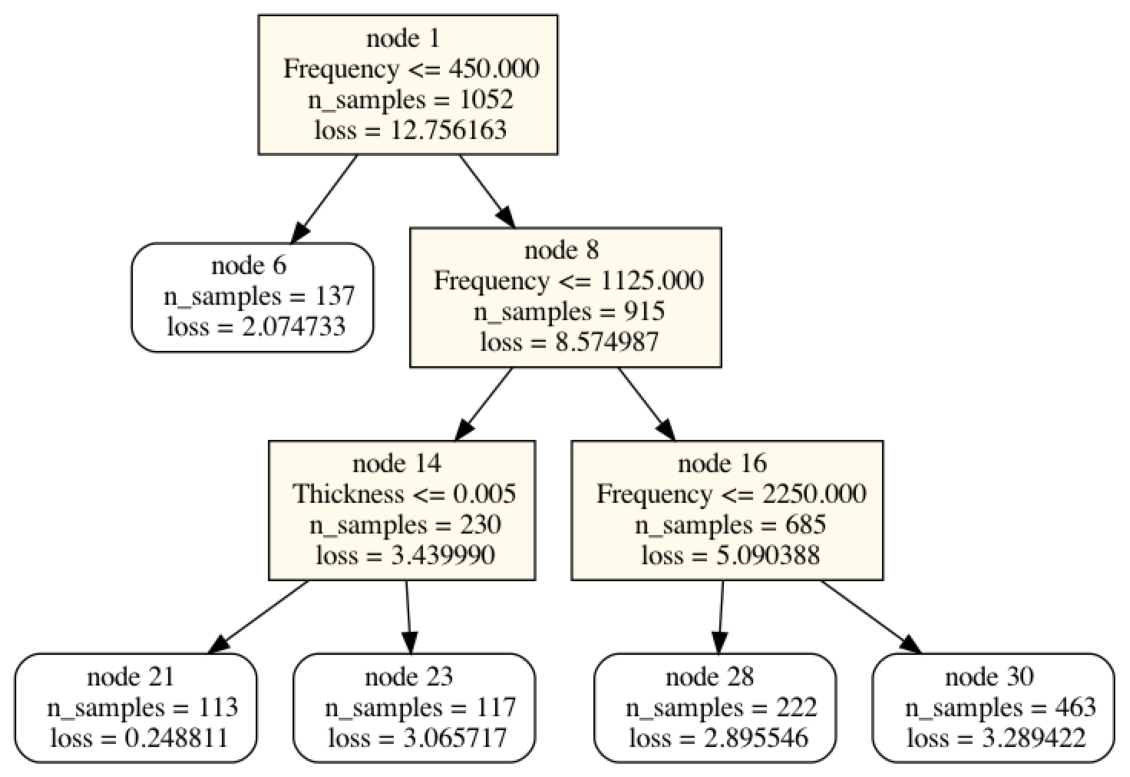 node 1
Frequency <= 450.000
n_samples = 1052
loss = 12.756163
node 6
n_samples = 137
loss = 2.074733
node 8
Frequency <= 1125.000
n_samples = 915
loss = 8.574987
node 14
Thickness <= 0.005
n_samples = 230
loss = 3.439990
node 16
Frequency <= 2250.000
n_samples = 685
loss = 5.090388
node 21
n_samples = 113
loss = 0.248811
node 23
n_samples = 117
loss = 3.065717
node 28
n_samples = 222
loss = 2.895546
node 30
n_samples = 463
loss = 3.289422